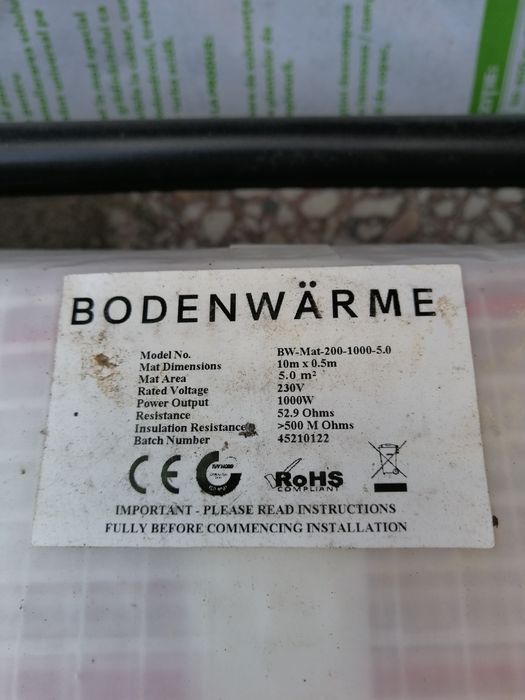 BODENWÄRME
Model No. BW-Mat-200-1000-5.0
Mat Dimensions 10m x 0.5m
Mat Area 5.0 m²
Rated Voltage 230V
Power Output 1000W
Resistance 52.9 Ohms
Insulation Resistance >500 M Ohms
Batch Number 45210122
CE RoHS
COMPLIANT
IMPORTANT - PLEASE READ INSTRUCTIONS
FULLY BEFORE COMMENCING INSTALLATION